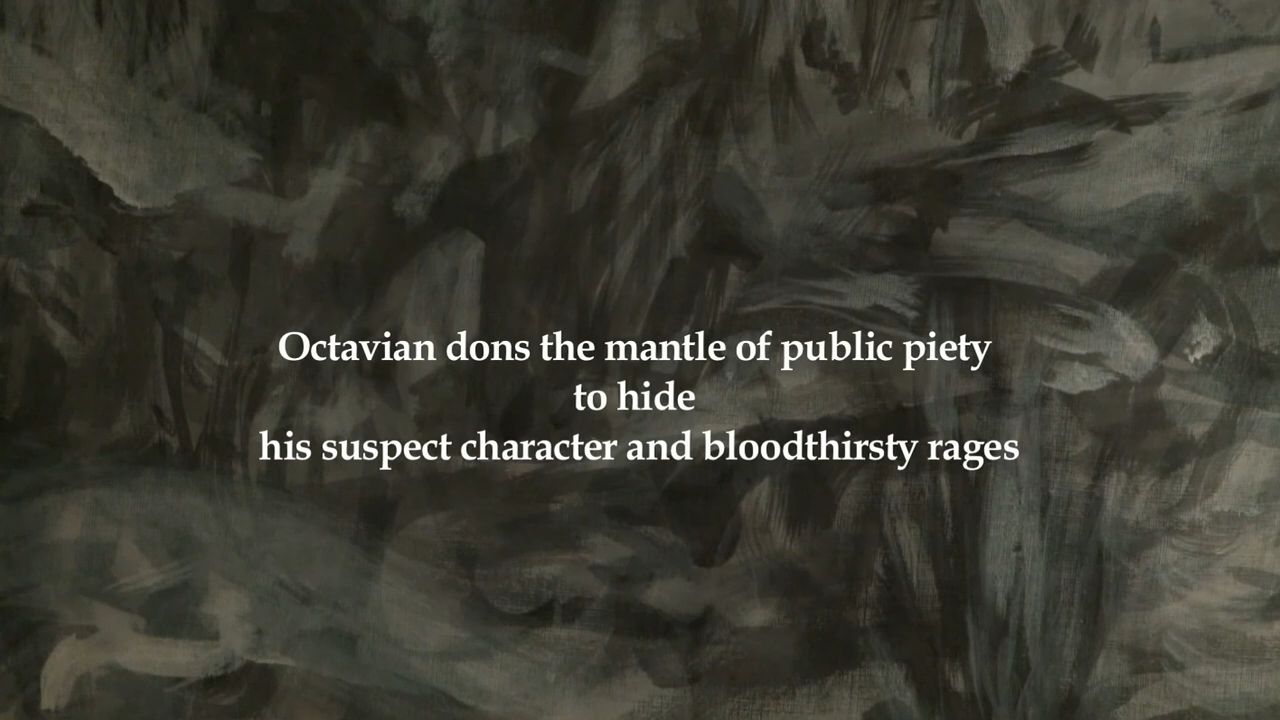 Octavian dons the mantle of public piety
to hide
his suspect character and bloodthirsty rages